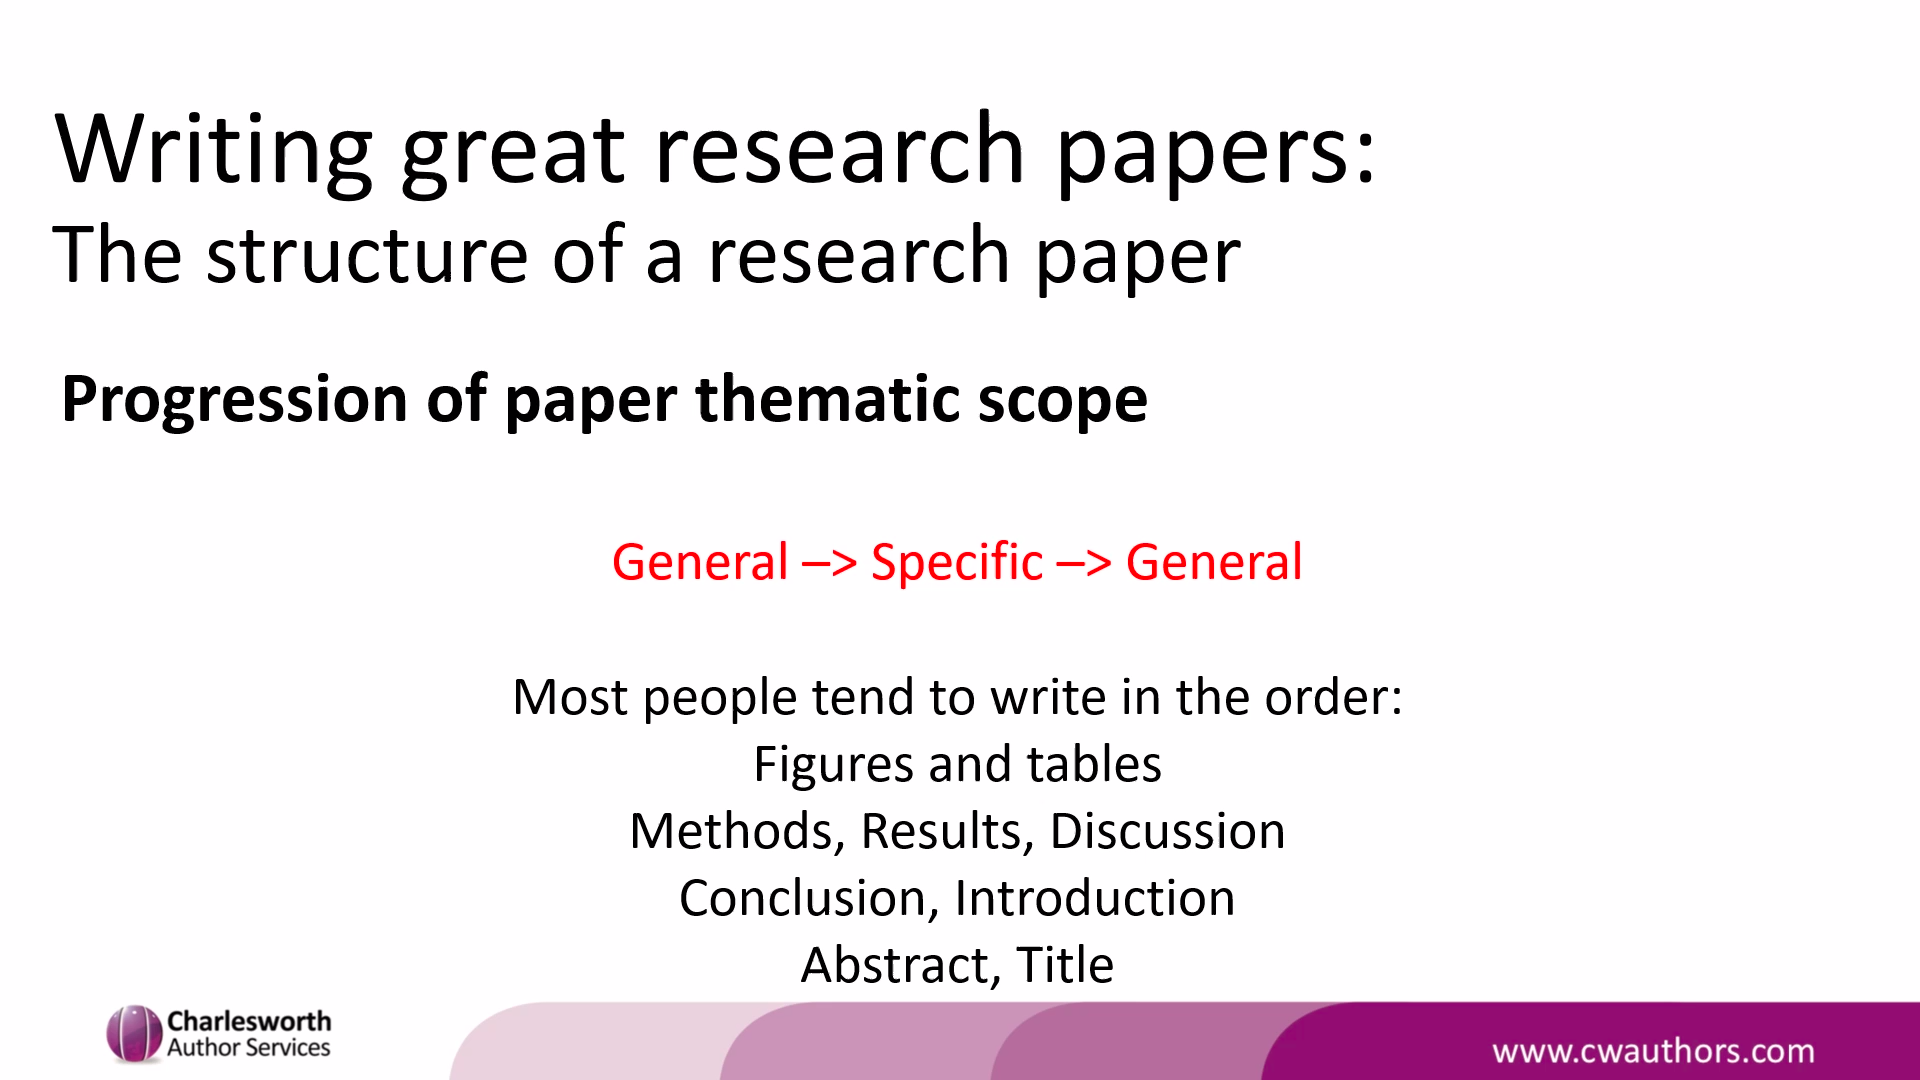 Writing great research papers:
The structure of a research paper
Progression of paper thematic scope
General –> Specific –> General
Most people tend to write in the order:
Figures and tables
Methods, Results, Discussion
Conclusion, Introduction
Abstract, Title
Charlesworth
Author Services
www.cwauthors.com